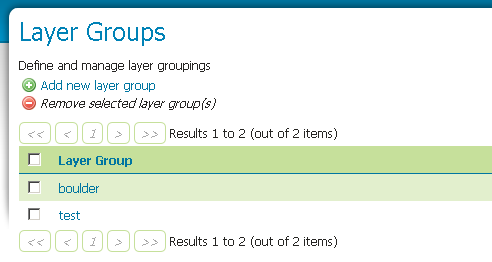 Layer Groups
Define and manage layer groupings
Add new layer group
Remove selected layer group(s)
<< < 1 > >> Results 1 to 2 (out of 2 items)
Layer Group
boulder
test
<< < 1 > >> Results 1 to 2 (out of 2 items)